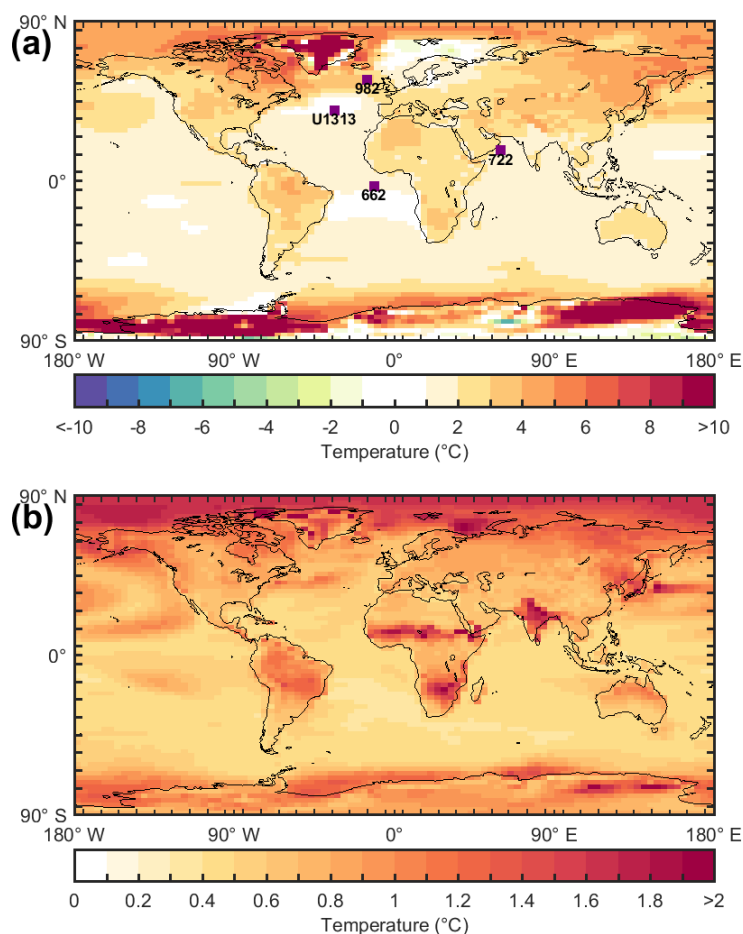 (a)
90° N
982
U1313
722
0°
662
90° S
180° W
90° W
0°
90° E
180° E
<-10
-8
-6
-4
-2
0
2
4
6
8
>10
Temperature (°C)
(b)
90° N
0°
90° S
180° W
90° W
0°
90° E
180° E
0
0.2
0.4
0.6
0.8
1
1.2
1.4
1.6
1.8
>2
Temperature (°C)